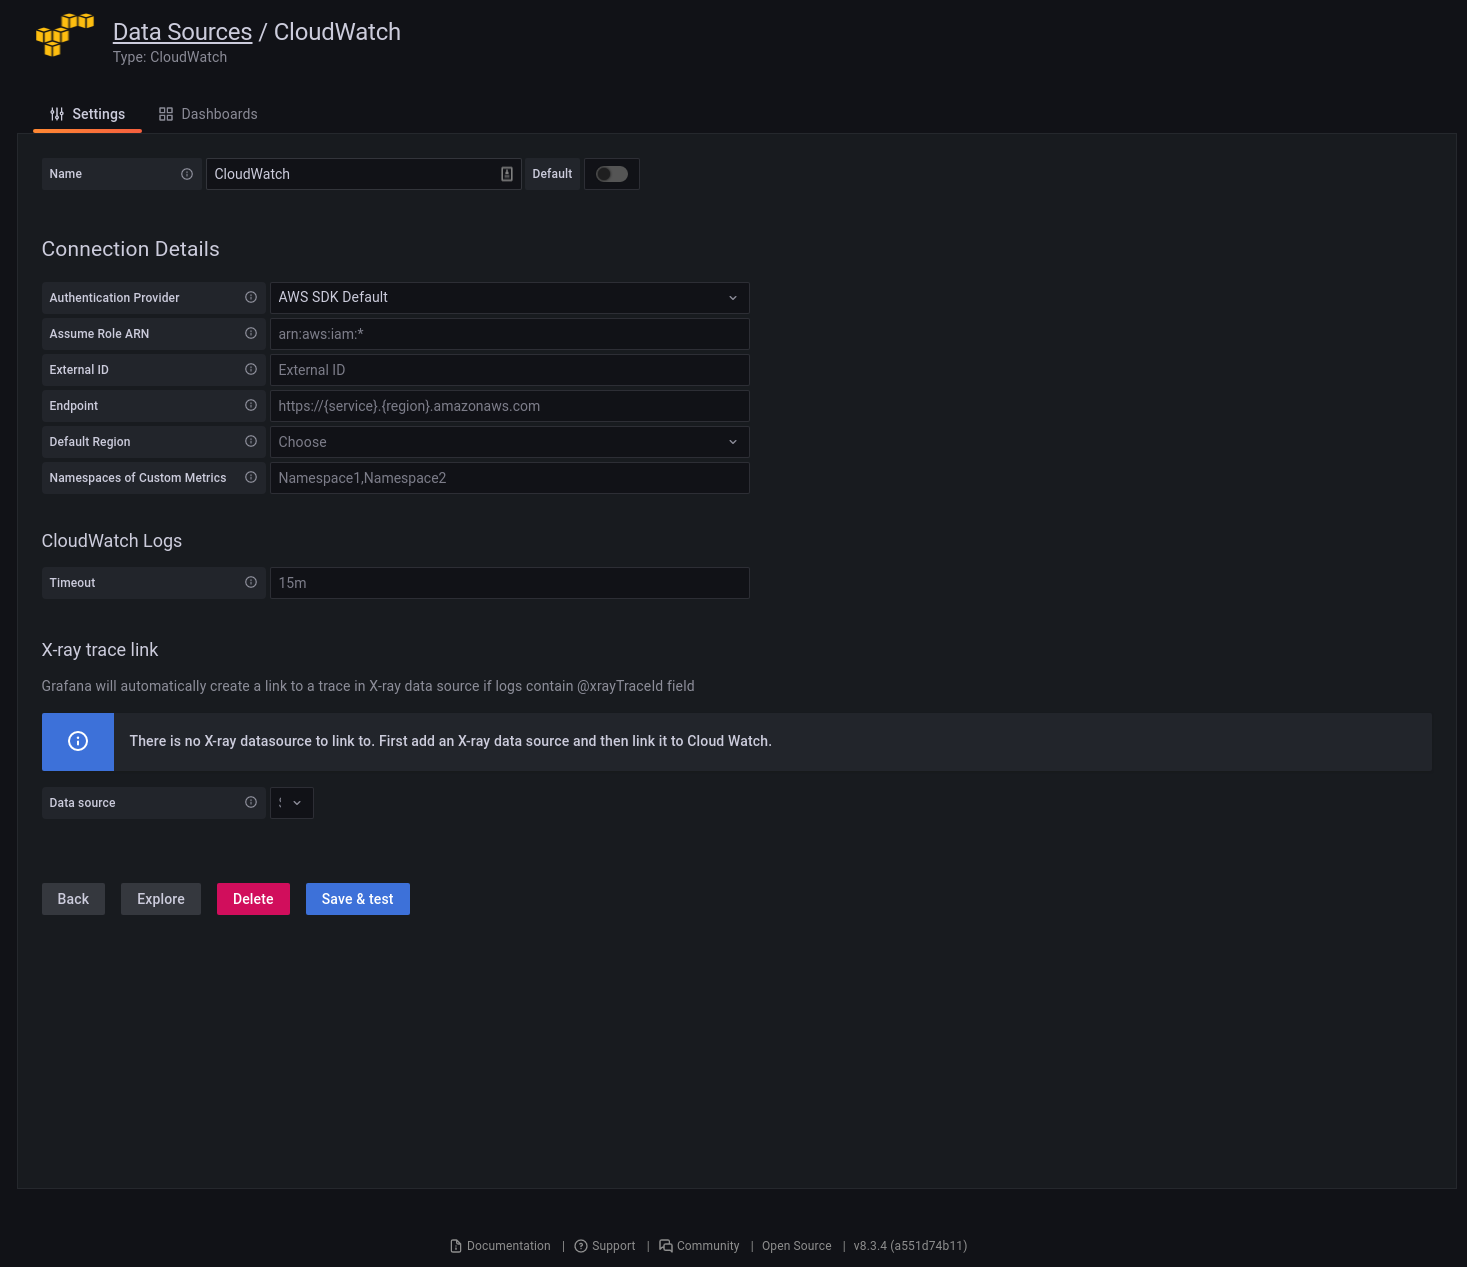 Data Sources / CloudWatch
Type: CloudWatch
Settings Dashboards
Name CloudWatch Default
Connection Details
Authentication Provider AWS SDK Default
Assume Role ARN arn:aws:iam:*
External ID External ID
Endpoint https://{service}.{region}.amazonaws.com
Default Region Choose
Namespaces of Custom Metrics Namespace1,Namespace2
CloudWatch Logs
Timeout 15m
X-ray trace link
Grafana will automatically create a link to a trace in X-ray data source if logs contain @xrayTraceId field
There is no X-ray datasource to link to. First add an X-ray data source and then link it to Cloud Watch.
Data source
Back Explore Delete Save & test
Documentation | Support | Community | Open Source | v8.3.4 (a551d74b11)